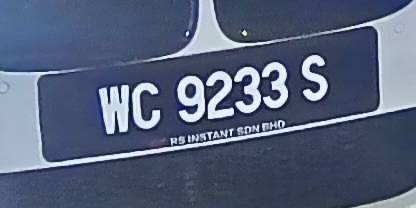 WC 9233 S
RS INSTANT SDN BHD